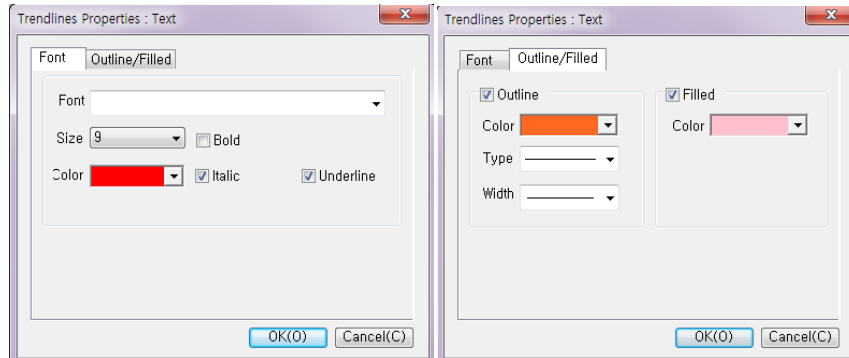 Trendlines Properties : Text
Font Outline/Filled
Font
Size 9 Bold
Color Italic Underline
OK(O) Cancel(C)
Trendlines Properties : Text
Font Outline/Filled
Outline Filled
Color Color
Type
Width
OK(O) Cancel(C)